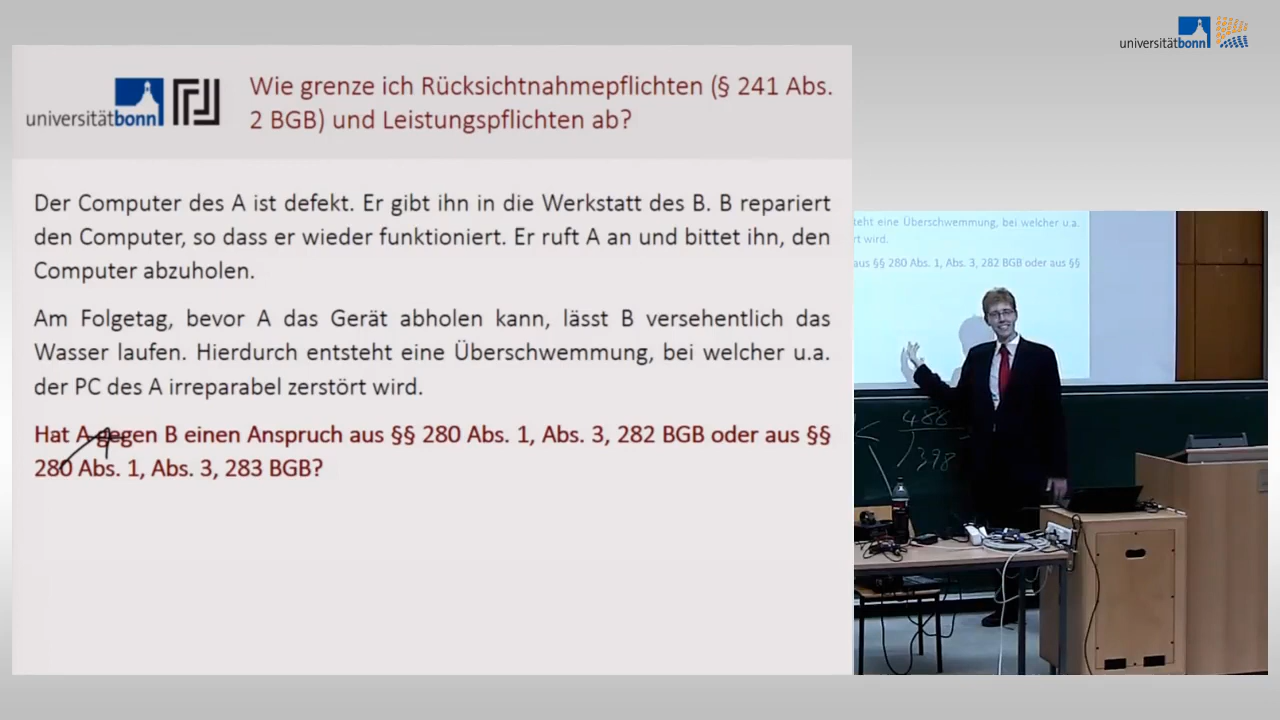 universitätbonn
universitätbonn
Wie grenze ich Rücksichtnahmepflichten (§ 241 Abs.
2 BGB) und Leistungspflichten ab?
Der Computer des A ist defekt. Er gibt ihn in die Werkstatt des B. B repariert
den Computer, so dass er wieder funktioniert. Er ruft A an und bittet ihn, den
Computer abzuholen.
Am Folgetag, bevor A das Gerät abholen kann, lässt B versehentlich das
Wasser laufen. Hierdurch entsteht eine Überschwemmung, bei welcher u.a.
der PC des A irreparabel zerstört wird.
Hat A gegen B einen Anspruch aus §§ 280 Abs. 1, Abs. 3, 282 BGB oder aus §§
280 Abs. 1, Abs. 3, 283 BGB?
teht eine Überschwemmung, bei welcher u.a.
rt wird.
aus §§ 280 Abs. 1, Abs. 3, 282 BGB oder aus §§
486
398